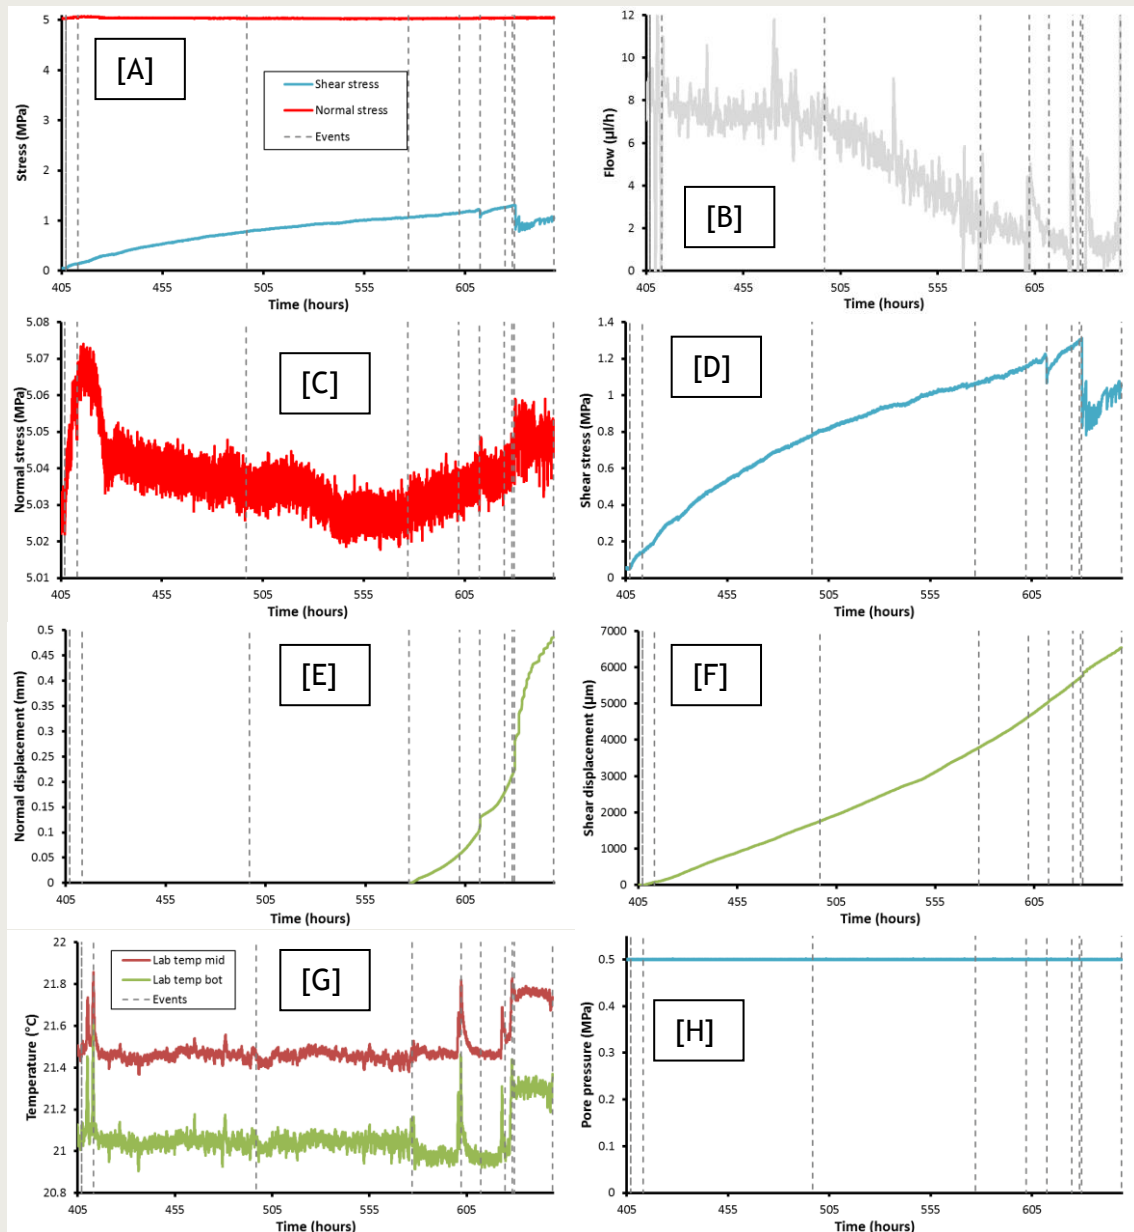 [A]
Stress (MPa)
5
4
3
2
1
0
Shear stress
Normal stress
Events
405 455 505 555 605
Time (hours)
[B]
Flow (µl/h)
12
10
8
6
4
2
0
405 455 505 555 605
Time (hours)
[C]
Normal stress (MPa)
5.08
5.07
5.06
5.05
5.04
5.03
5.02
5.01
405 455 505 555 605
Time (hours)
[D]
Shear stress (MPa)
1.4
1.2
1
0.8
0.6
0.4
0.2
0
405 455 505 555 605
Time (hours)
[E]
Normal displacement (mm)
0.5
0.45
0.4
0.35
0.3
0.25
0.2
0.15
0.1
0.05
0
405 455 505 555 605
Time (hours)
[F]
Shear displacement (µm)
7000
6000
5000
4000
3000
2000
1000
0
405 455 505 555 605
Time (hours)
[G]
Temperature (°C)
22
21.8
21.6
21.4
21.2
21
20.8
Lab temp mid
Lab temp bot
Events
405 455 505 555 605
Time (hours)
[H]
Pore pressure (MPa)
0.5
0.4
0.3
0.2
0.1
0
405 455 505 555 605
Time (hours)